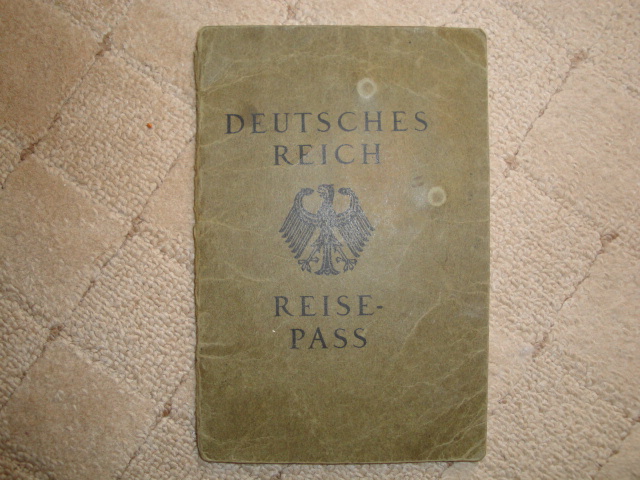 DEUTSCHES
REICH
REISE-
PASS